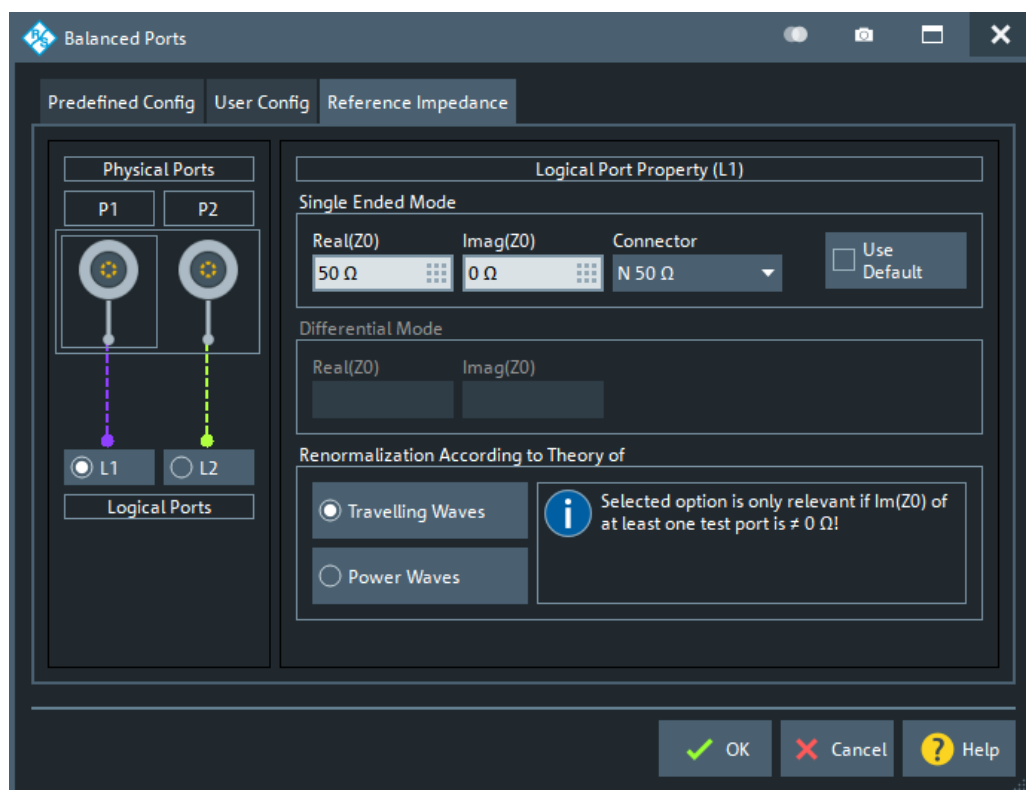 R&S Balanced Ports
Predefined Config User Config Reference Impedance
Physical Ports
P1 P2
L1 L2
Logical Ports
Logical Port Property (L1)
Single Ended Mode
Real(Z0) Imag(Z0) Connector
50 Ω 0 Ω N 50 Ω
Use
Default
Differential Mode
Real(Z0) Imag(Z0)
Renormalization According to Theory of
Travelling Waves
Power Waves
i
Selected option is only relevant if Im(Z0) of
at least one test port is ≠ 0 Ω!
OK Cancel ? Help